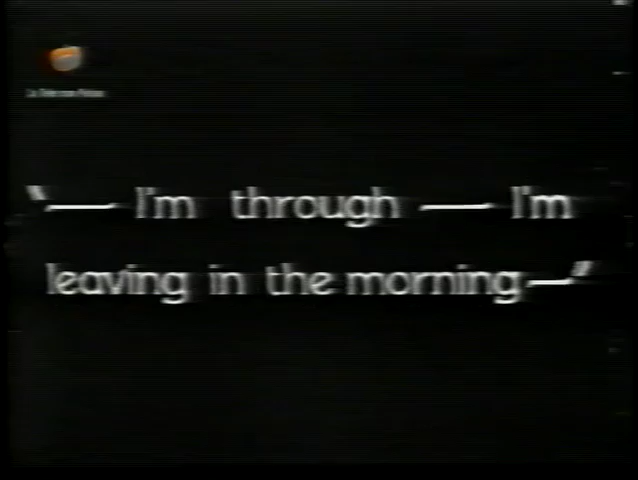 "— I'm through — I'm
leaving in the morning—"